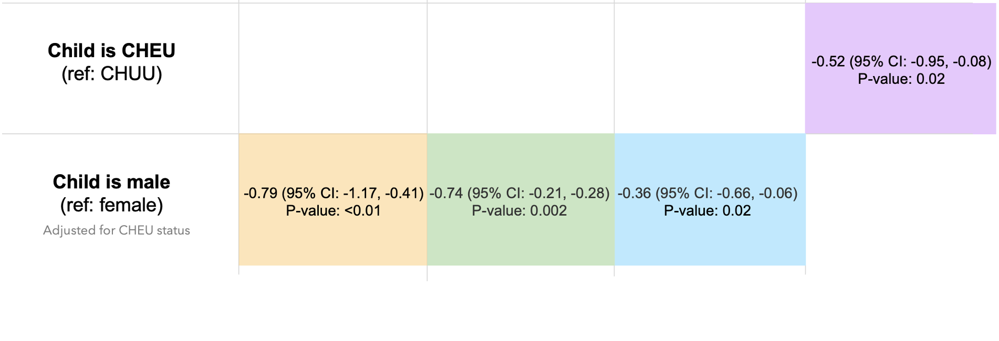 Child is CHEU
(ref: CHUU)
-0.52 (95% CI: -0.95, -0.08)
P-value: 0.02
Child is male
(ref: female)
Adjusted for CHEU status
-0.79 (95% CI: -1.17, -0.41)
P-value: <0.01
-0.74 (95% CI: -0.21, -0.28)
P-value: 0.002
-0.36 (95% CI: -0.66, -0.06)
P-value: 0.02